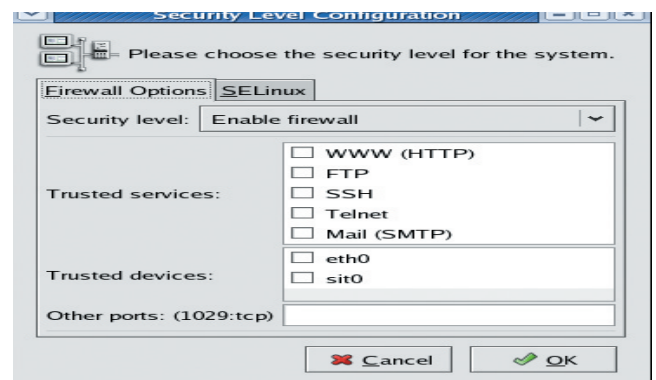 Security Level Configuration
Please choose the security level for the system.
Firewall Options SELinux
Security level: Enable firewall
Trusted services:
WWW (HTTP)
FTP
SSH
Telnet
Mail (SMTP)
Trusted devices:
eth0
sit0
Other ports: (1029:tcp)
Cancel OK